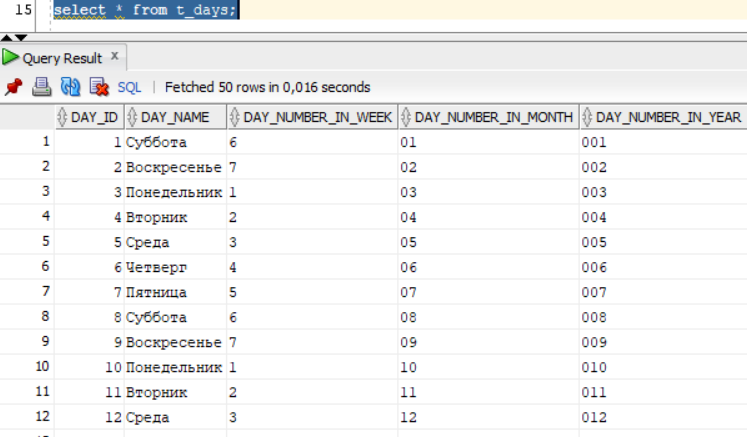 15 select * from t_days;
Query Result x
SQL | Fetched 50 rows in 0,016 seconds
DAY_ID DAY_NAME DAY_NUMBER_IN_WEEK DAY_NUMBER_IN_MONTH DAY_NUMBER_IN_YEAR
1 1 Суббота 6 01 001
2 2 Воскресенье 7 02 002
3 3 Понедельник 1 03 003
4 4 Вторник 2 04 004
5 5 Среда 3 05 005
6 6 Четверг 4 06 006
7 7 Пятница 5 07 007
8 8 Суббота 6 08 008
9 9 Воскресенье 7 09 009
10 10 Понедельник 1 10 010
11 11 Вторник 2 11 011
12 12 Среда 3 12 012